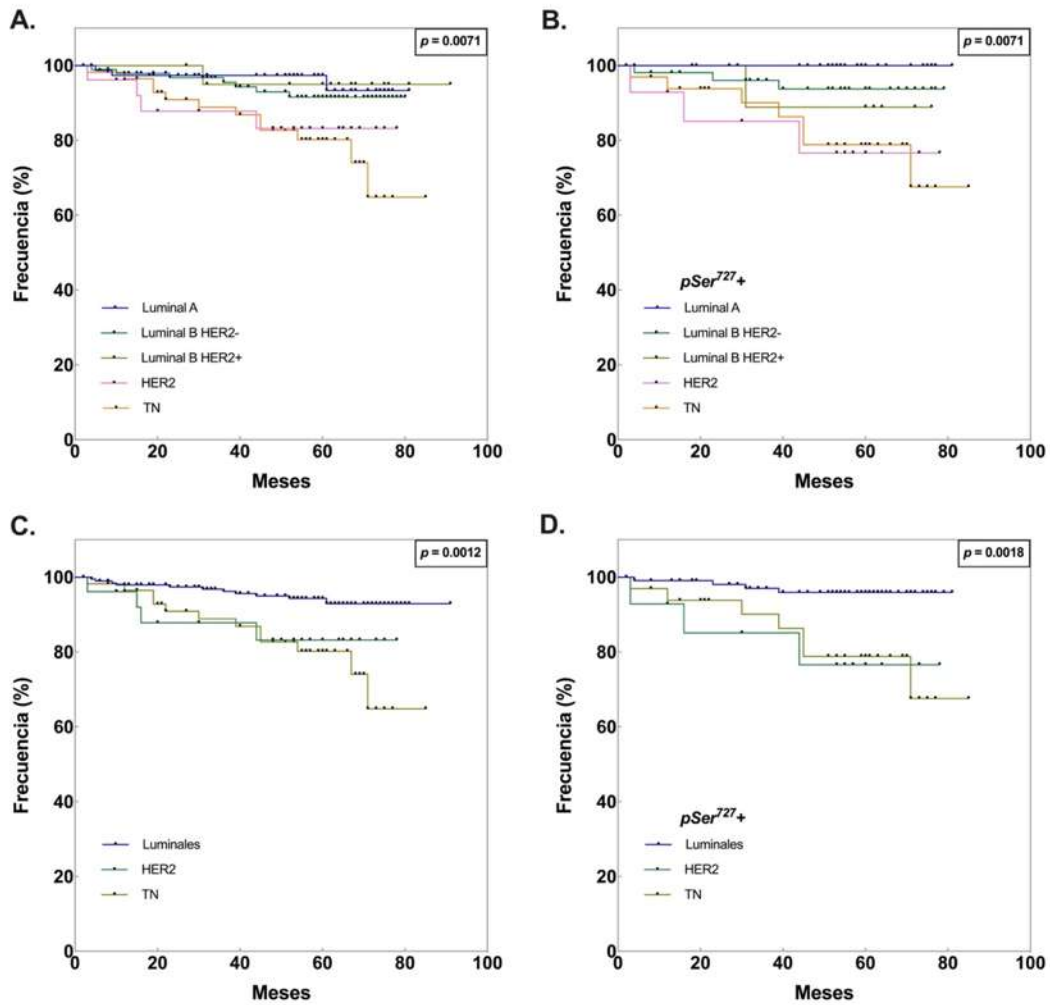 A.
p = 0.0071
Frecuencia (%)
100
80
60
40
20
0
Luminal A
Luminal B HER2-
Luminal B HER2+
HER2
TN
0 20 40 60 80 100
Meses
B.
p = 0.0071
Frecuencia (%)
100
80
60
40
20
0
pSer⁷²⁷+
Luminal A
Luminal B HER2-
Luminal B HER2+
HER2
TN
0 20 40 60 80 100
Meses
C.
p = 0.0012
Frecuencia (%)
100
80
60
40
20
0
Luminales
HER2
TN
0 20 40 60 80 100
Meses
D.
p = 0.0018
Frecuencia (%)
100
80
60
40
20
0
pSer⁷²⁷+
Luminales
HER2
TN
0 20 40 60 80 100
Meses